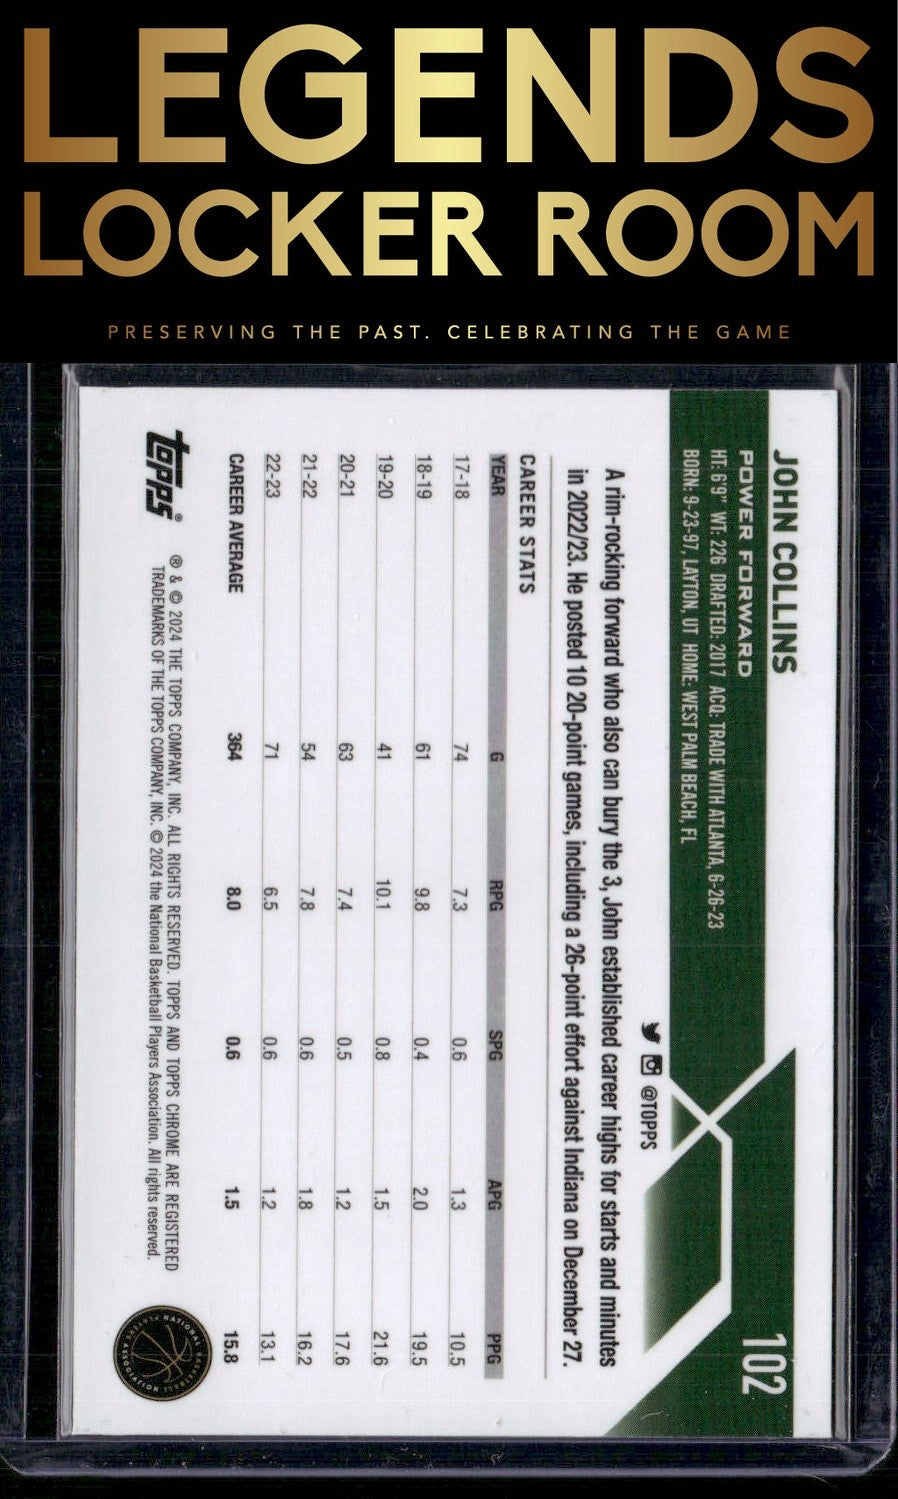 LEGENDS
LOCKER ROOM
PRESERVING THE PAST. CELEBRATING THE GAME
JOHN COLLINS
102
POWER FORWARD
HT: 6'9" WT: 226 DRAFTED: 2017 ACQ: TRADE WITH ATLANTA, 6-26-23
BORN: 9-23-97, LAYTON, UT HOME: WEST PALM BEACH, FL
@TOPPS
A rim-rocking forward who also can bury the 3, John established career highs for starts and minutes
in 2022/23. He posted 10 20-point games, including a 26-point effort against Indiana on December 27.
CAREER STATS
YEAR G RPG SPG APG PPG
17-18 74 7.3 0.6 1.3 10.5
18-19 61 9.8 0.4 2.0 19.5
19-20 41 10.1 0.8 1.5 21.6
20-21 63 7.4 0.5 1.2 17.6
21-22 54 7.8 0.6 1.8 16.2
22-23 71 6.5 0.6 1.2 13.1
CAREER AVERAGE 364 8.0 0.6 1.5 15.8
topps®
® & © 2024 THE TOPPS COMPANY, INC. ALL RIGHTS RESERVED. TOPPS AND TOPPS CHROME ARE REGISTERED
TRADEMARKS OF THE TOPPS COMPANY, INC. © 2024 the National Basketball Players Association. All rights reserved.
NATIONAL BASKETBALL PLAYERS ASSOCIATION